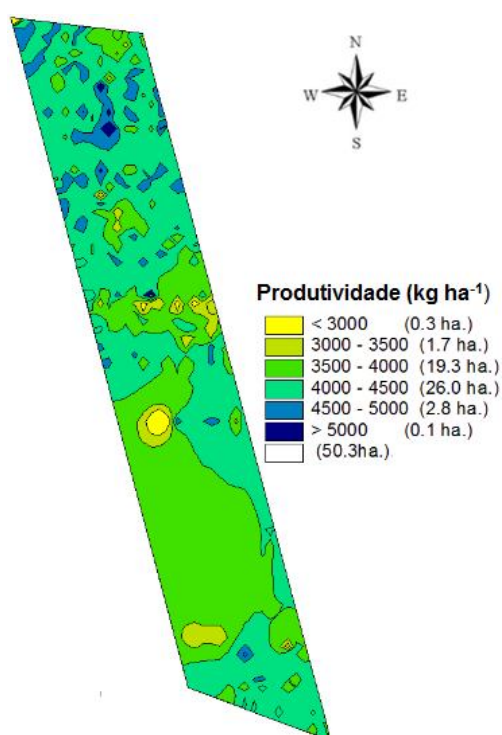 N
W E
S
Produtividade (kg ha⁻¹)
< 3000 (0.3 ha.)
3000 - 3500 (1.7 ha.)
3500 - 4000 (19.3 ha.)
4000 - 4500 (26.0 ha.)
4500 - 5000 (2.8 ha.)
> 5000 (0.1 ha.)
(50.3ha.)